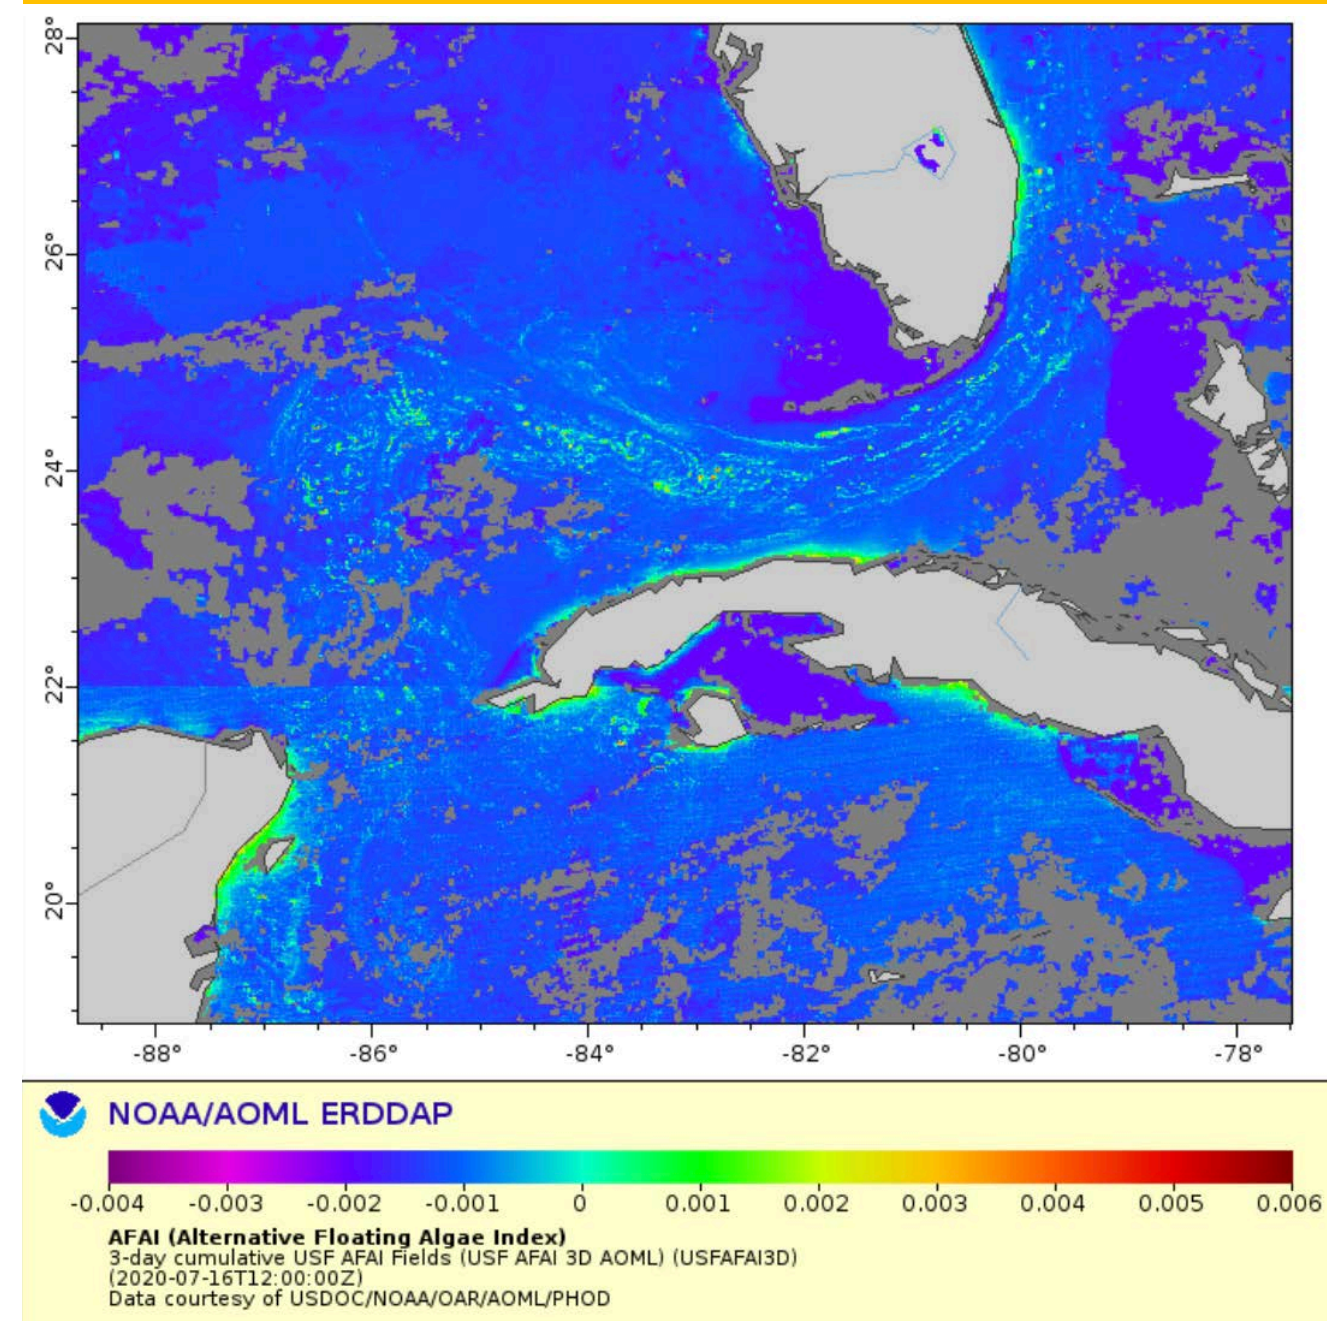 28°
26°
24°
22°
20°
-88°
-86°
-84°
-82°
-80°
-78°
NOAA/AOML ERDDAP
-0.004 -0.003 -0.002 -0.001 0 0.001 0.002 0.003 0.004 0.005 0.006
AFAI (Alternative Floating Algae Index)
3-day cumulative USF AFAI Fields (USF AFAI 3D AOML) (USFAFAI3D)
(2020-07-16T12:00:00Z)
Data courtesy of USDOC/NOAA/OAR/AOML/PHOD